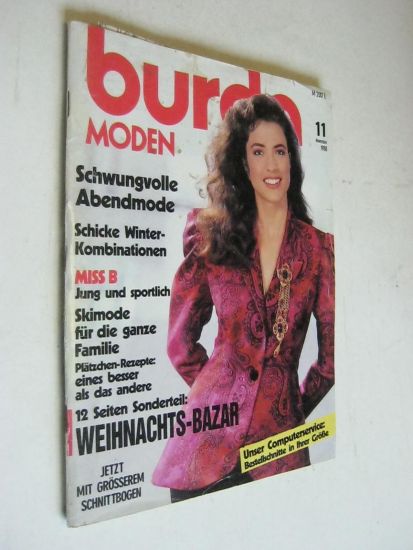 burda
MODEN
11
November
Schwungvolle
Abendmode
Schicke Winter-
Kombinationen
MISS B
Jung und sportlich
Skimode
für die ganze
Familie
Plätzchen-Rezepte:
eines besser
als das andere
12 Seiten Sonderteil:
WEIHNACHTS-BAZAR
JETZT
MIT GRÖSSEREM
SCHNITTBOGEN
Unser Computerservice:
Bestellschnitte in Ihrer Größe